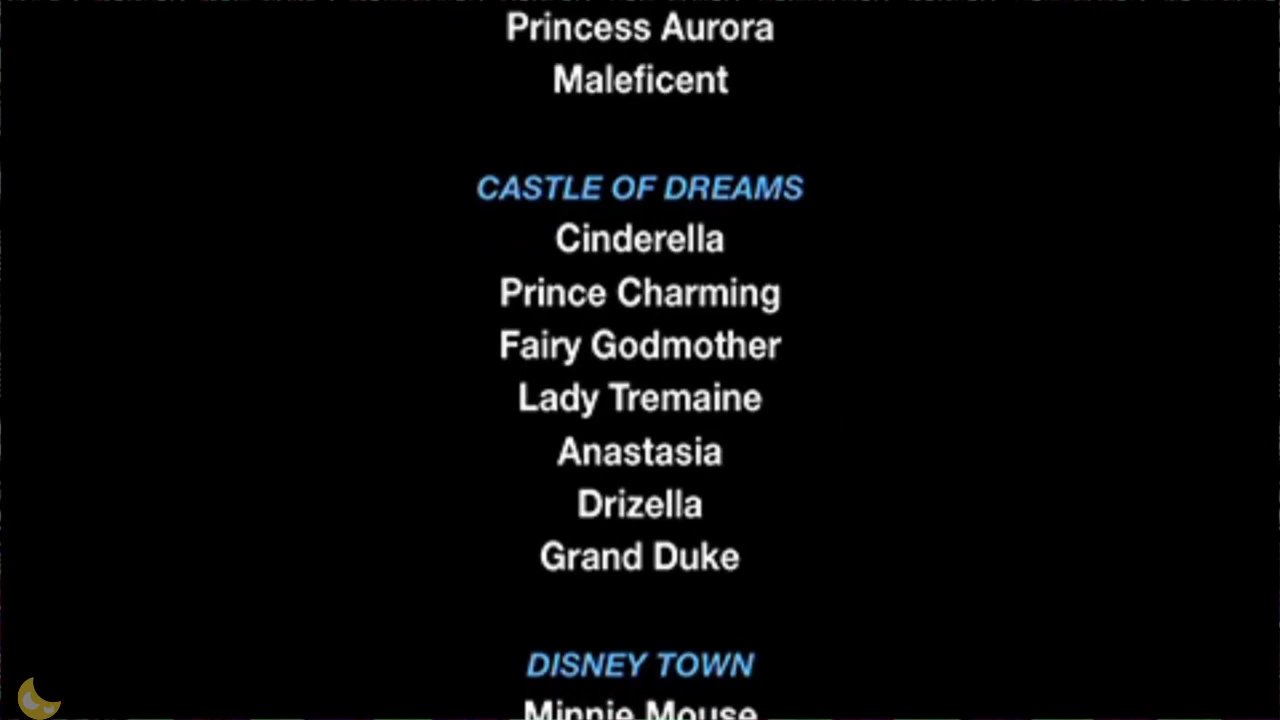 Princess Aurora
Maleficent
CASTLE OF DREAMS
Cinderella
Prince Charming
Fairy Godmother
Lady Tremaine
Anastasia
Drizella
Grand Duke
DISNEY TOWN
Minnie Mouse